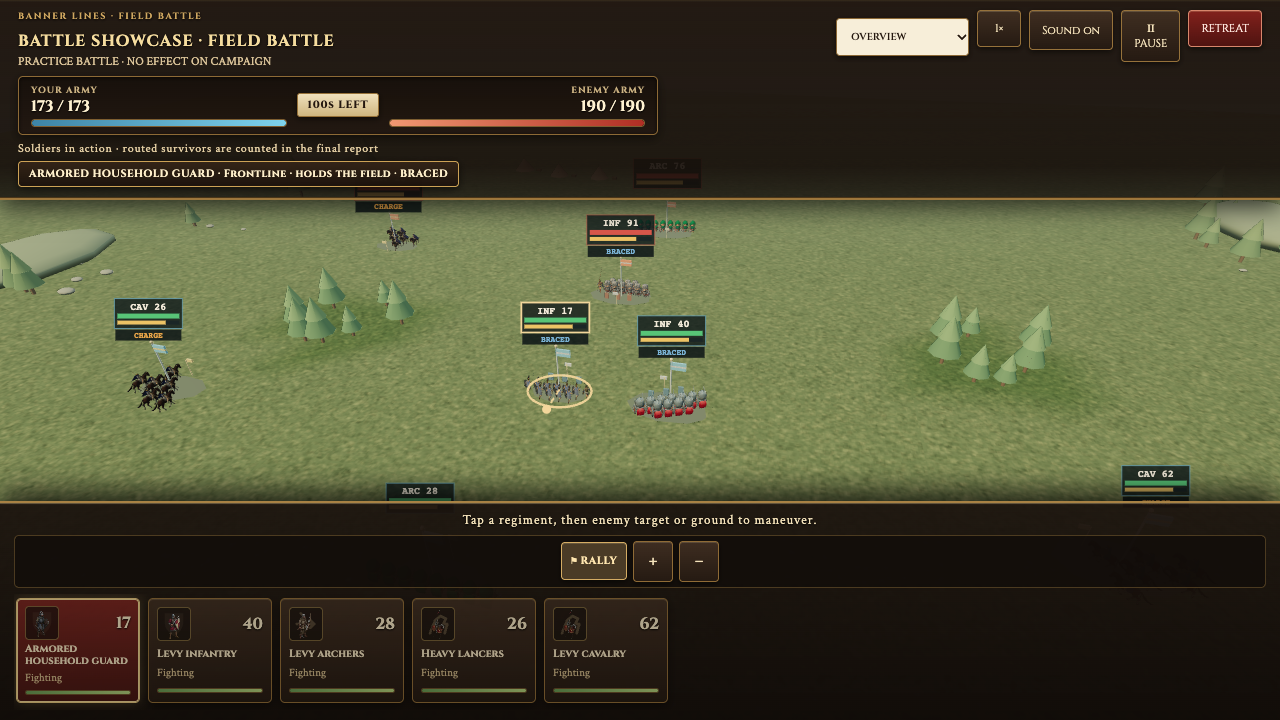 BANNER LINES · FIELD BATTLE
BATTLE SHOWCASE · FIELD BATTLE
PRACTICE BATTLE · NO EFFECT ON CAMPAIGN
OVERVIEW
1×
SOUND ON
PAUSE
RETREAT
YOUR ARMY
173 / 173
100s LEFT
ENEMY ARMY
190 / 190
Soldiers in action · routed survivors are counted in the final report
ARMORED HOUSEHOLD GUARD · FRONTLINE · HOLDS THE FIELD · BRACED
ARC 76
CHARGE
INF 91
BRACED
CAV 26
CHARGE
INF 17
BRACED
INF 40
BRACED
ARC 28
CAV 62
Tap a regiment, then enemy target or ground to maneuver.
⚑ RALLY
+
−
17
ARMORED HOUSEHOLD GUARD
Fighting
40
LEVY INFANTRY
Fighting
28
LEVY ARCHERS
Fighting
26
HEAVY LANCERS
Fighting
62
LEVY CAVALRY
Fighting